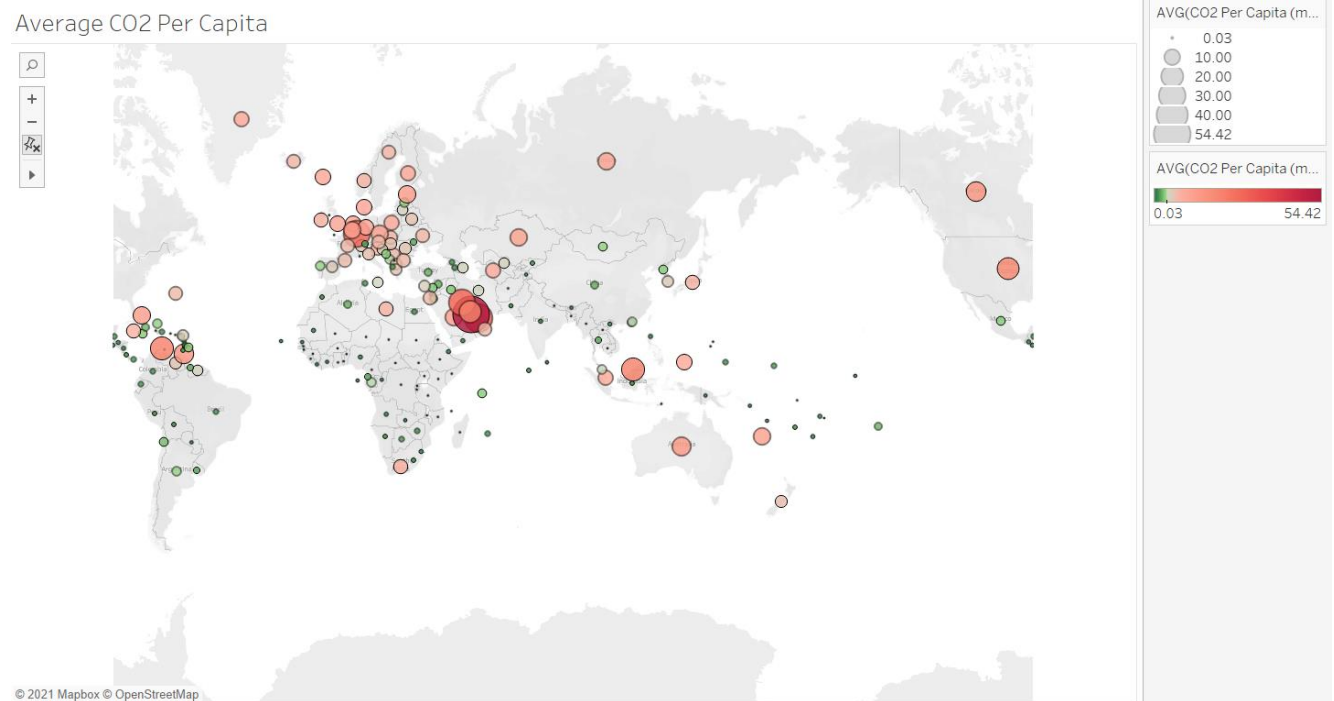 Average CO2 Per Capita
AVG(CO2 Per Capita (m...
0.03
10.00
20.00
30.00
40.00
54.42
AVG(CO2 Per Capita (m...
0.03 54.42
+
−
© 2021 Mapbox © OpenStreetMap